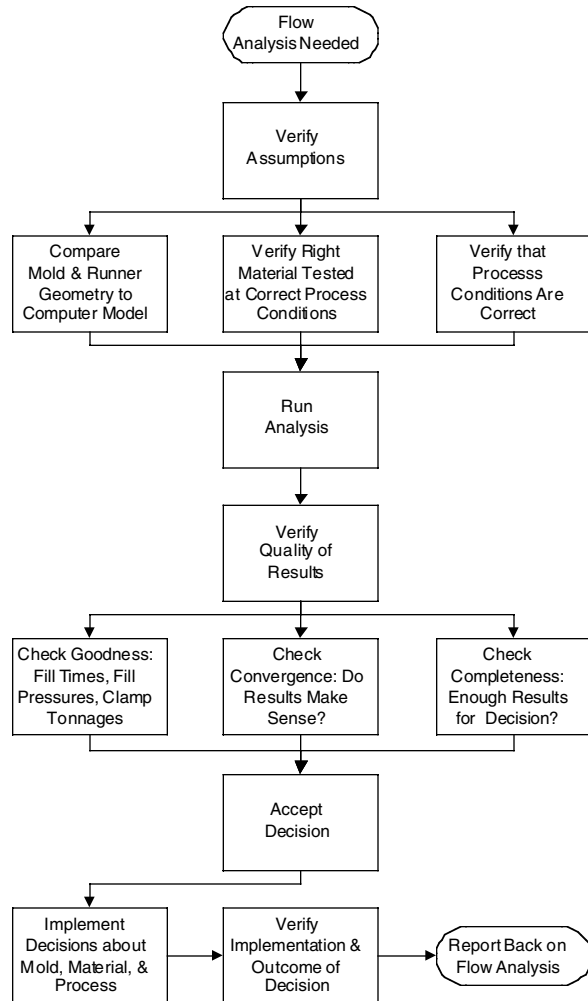 Flow
Analysis Needed
Verify
Assumptions
Compare
Mold & Runner
Geometry to
Computer Model
Verify Right
Material Tested
at Correct Process
Conditions
Verify that
Processs
Conditions Are
Correct
Run
Analysis
Verify
Quality of
Results
Check Goodness:
Fill Times, Fill
Pressures, Clamp
Tonnages
Check
Convergence: Do
Results Make
Sense?
Check
Completeness:
Enough Results
for Decision?
Accept
Decision
Implement
Decisions about
Mold, Material, &
Process
Verify
Implementation &
Outcome of
Decision
Report Back on
Flow Analysis